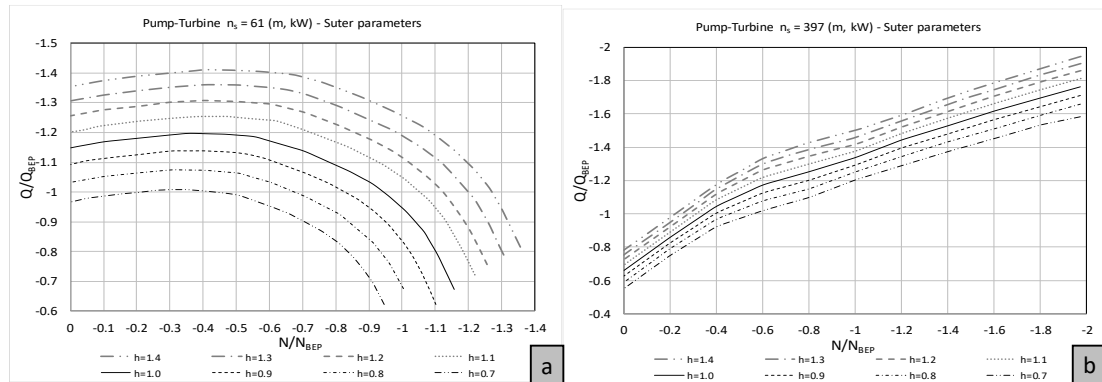 Pump-Turbine ns = 61 (m, kW) - Suter parameters
-1.5
-1.4
-1.3
-1.2
-1.1
-1
-0.9
-0.8
-0.7
-0.6
Q/QBEP
0 -0.1 -0.2 -0.3 -0.4 -0.5 -0.6 -0.7 -0.8 -0.9 -1 -1.1 -1.2 -1.3 -1.4
N/NBEP
h=1.4 h=1.3 h=1.2 h=1.1
h=1.0 h=0.9 h=0.8 h=0.7
a
Pump-Turbine ns = 397 (m, kW) - Suter parameters
-2
-1.8
-1.6
-1.4
-1.2
-1
-0.8
-0.6
-0.4
Q/QBEP
0 -0.2 -0.4 -0.6 -0.8 -1 -1.2 -1.4 -1.6 -1.8 -2
N/NBEP
h=1.4 h=1.3 h=1.2 h=1.1
h=1.0 h=0.9 h=0.8 h=0.7
b